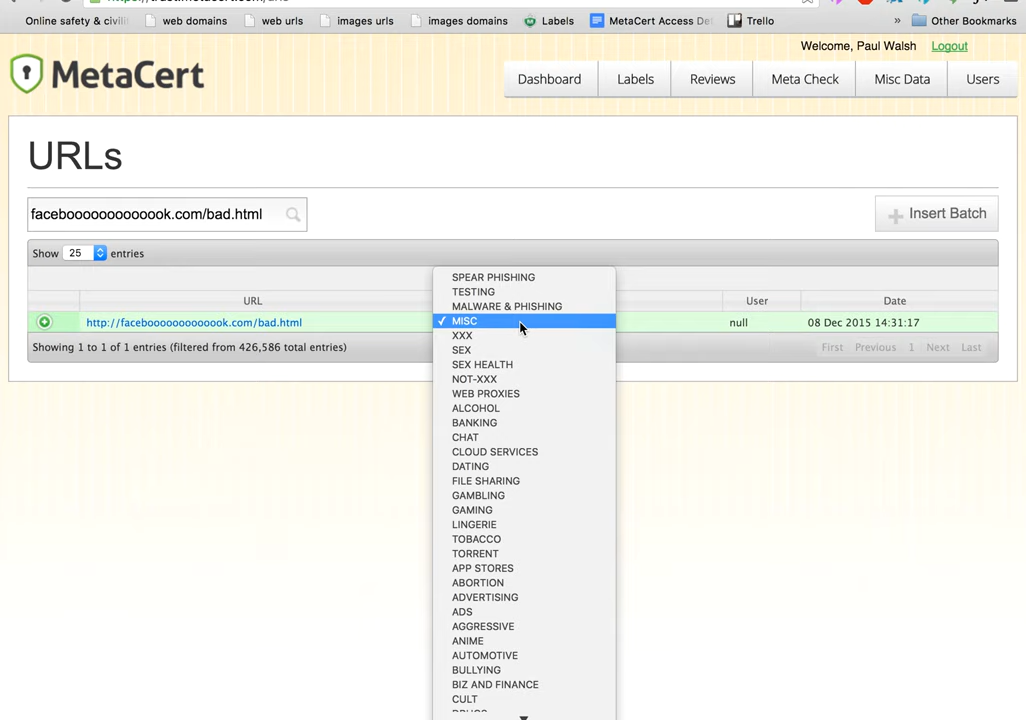 Online safety & civili web domains web urls images urls images domains Labels MetaCert Access De Trello » Other Bookmarks
Welcome, Paul Walsh Logout
MetaCert Dashboard Labels Reviews Meta Check Misc Data Users
URLs
faceboooooooooooook.com/bad.html Insert Batch
Show 25 entries
SPEAR PHISHING
TESTING
URL User Date
MALWARE & PHISHING
✓ MISC
http://faceboooooooooooook.com/bad.html null 08 Dec 2015 14:31:17
XXX
Showing 1 to 1 of 1 entries (filtered from 426,586 total entries) First Previous 1 Next Last
SEX
SEX HEALTH
NOT-XXX
WEB PROXIES
ALCOHOL
BANKING
CHAT
CLOUD SERVICES
DATING
FILE SHARING
GAMBLING
GAMING
LINGERIE
TOBACCO
TORRENT
APP STORES
ABORTION
ADVERTISING
ADS
AGGRESSIVE
ANIME
AUTOMOTIVE
BULLYING
BIZ AND FINANCE
CULT